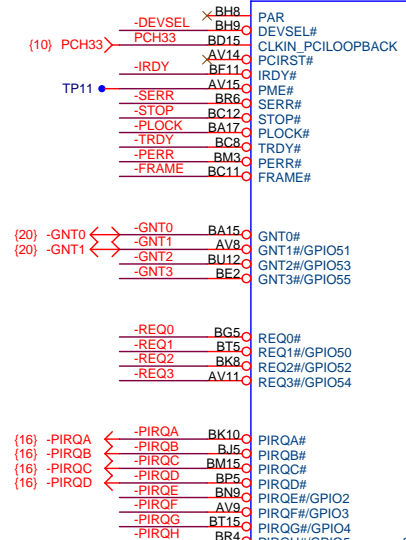 BH8 PAR
-DEVSEL BH9 DEVSEL#
{10} PCH33 PCH33 BD15 CLKIN_PCILOOPBACK
AV14 PCIRST#
-IRDY BF11 IRDY#
TP11 AV15 PME#
-SERR BR6 SERR#
-STOP BC12 STOP#
-PLOCK BA17 PLOCK#
-TRDY BC8 TRDY#
-PERR BM3 PERR#
-FRAME BC11 FRAME#
{20} -GNT0 -GNT0 BA15 GNT0#
{20} -GNT1 -GNT1 AV8 GNT1#/GPIO51
-GNT2 BU12 GNT2#/GPIO53
-GNT3 BE2 GNT3#/GPIO55
-REQ0 BG5 REQ0#
-REQ1 BT5 REQ1#/GPIO50
-REQ2 BK8 REQ2#/GPIO52
-REQ3 AV11 REQ3#/GPIO54
{16} -PIRQA -PIRQA BK10 PIRQA#
{16} -PIRQB -PIRQB BJ5 PIRQB#
{16} -PIRQC -PIRQC BM15 PIRQC#
{16} -PIRQD -PIRQD BP5 PIRQD#
-PIRQE BN9 PIRQE#/GPIO2
-PIRQF AV9 PIRQF#/GPIO3
-PIRQG BT15 PIRQG#/GPIO4
-PIRQH BR4